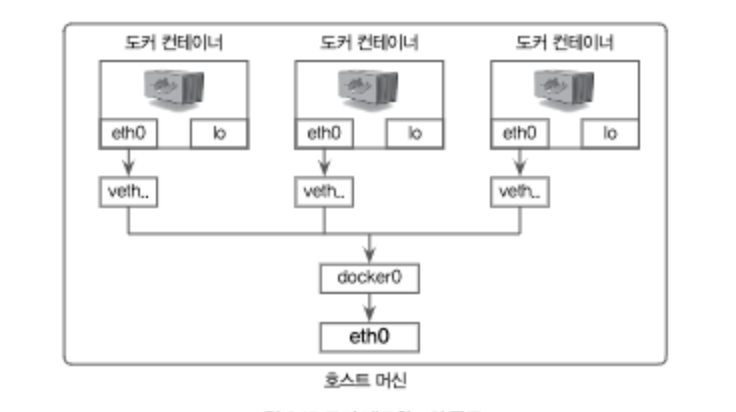 도커 컨테이너 도커 컨테이너 도커 컨테이너
eth0 lo eth0 lo eth0 lo
veth.. veth.. veth..
docker0
eth0
호스트 머신